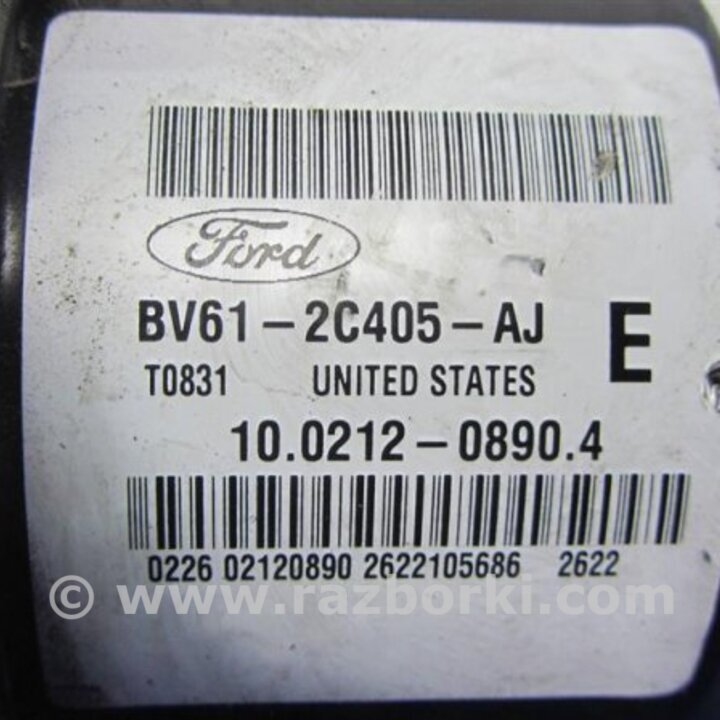 Ford
BV61-2C405-AJ E
T0831 UNITED STATES
10.0212-0890.4
0226 02120890 2622105686 2622
© www.razborki.com